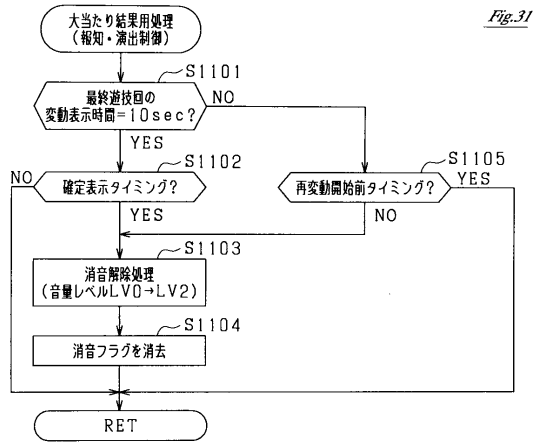 Fig.31
大当たり結果用処理
(報知・演出制御)
S1101
最終遊技回の
変動表示時間=10sec?
NO
YES
S1102
NO
確定表示タイミング?
YES
S1105
再変動開始前タイミング?
YES
NO
S1103
消音解除処理
(音量レベルLV0→LV2)
S1104
消音フラグを消去
RET